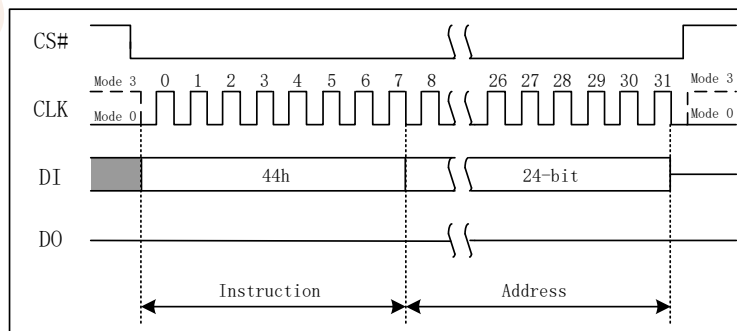 CS#
Mode 3 0 1 2 3 4 5 6 7 8 26 27 28 29 30 31 Mode 3
CLK
Mode 0 Mode 0
DI 44h 24-bit
DO
Instruction Address